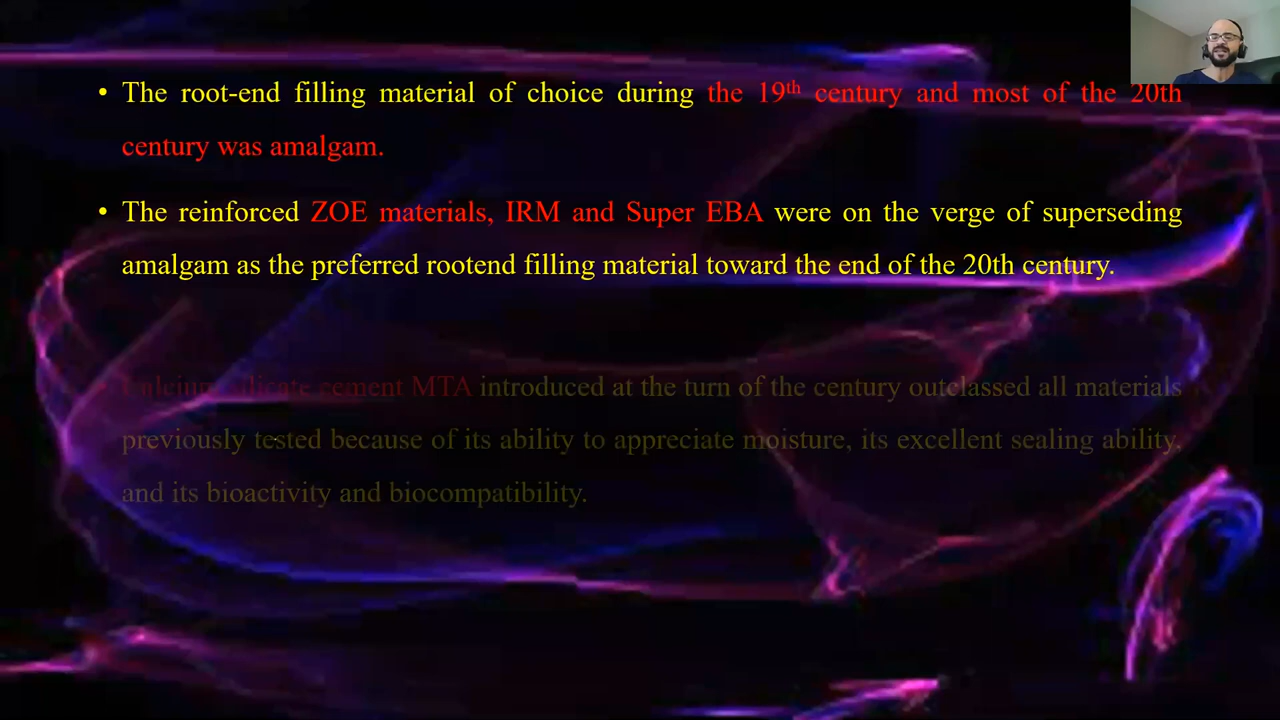 • The root-end filling material of choice during the 19th century and most of the 20th
century was amalgam.
• The reinforced ZOE materials, IRM and Super EBA were on the verge of superseding
amalgam as the preferred rootend filling material toward the end of the 20th century.
• Calcium silicate cement MTA introduced at the turn of the century outclassed all materials
previously tested because of its ability to appreciate moisture, its excellent sealing ability,
and its bioactivity and biocompatibility.